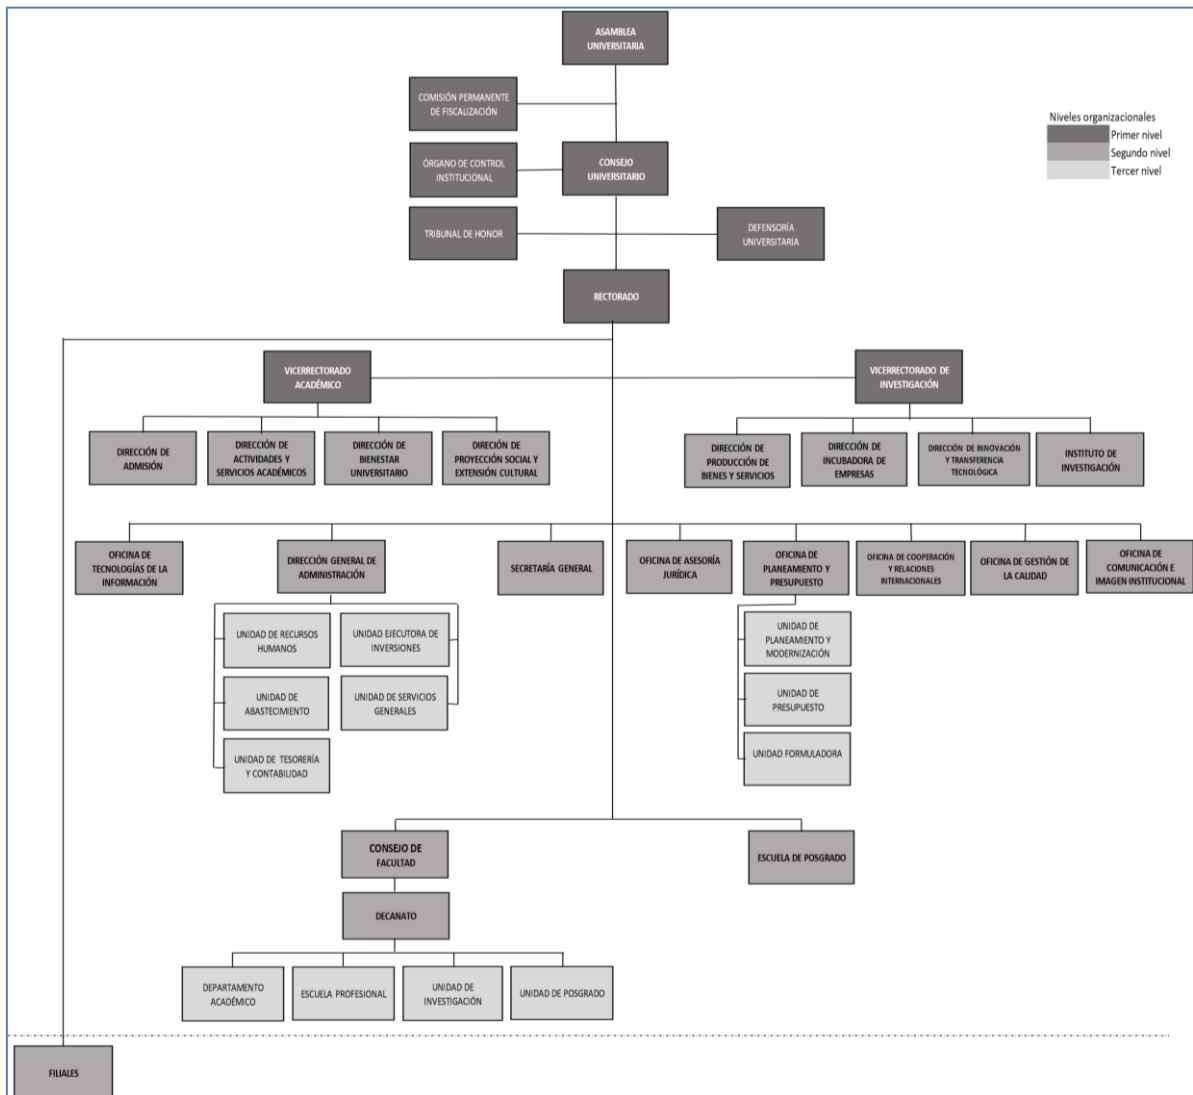 ASAMBLEA
UNIVERSITARIA
COMISIÓN PERMANENTE
DE FISCALIZACIÓN
Niveles organizacionales
Primer nivel
Segundo nivel
Tercer nivel
ÓRGANO DE CONTROL
INSTITUCIONAL
CONSEJO
UNIVERSITARIO
TRIBUNAL DE HONOR
DEFENSORÍA
UNIVERSITARIA
RECTORADO
VICERRECTORADO
ACADÉMICO
VICERRECTORADO DE
INVESTIGACIÓN
DIRECCIÓN DE
ADMISIÓN
DIRECCIÓN DE
ACTIVIDADES Y
SERVICIOS ACADÉMICOS
DIRECCIÓN DE
BIENESTAR
UNIVERSITARIO
DIRECIÓN DE
PROYECCIÓN SOCIAL Y
EXTENSIÓN CULTURAL
DIRECCIÓN DE
PRODUCCIÓN DE
BIENES Y SERVICIOS
DIRECCIÓN DE
INCUBADORA DE
EMPRESAS
DIRECCIÓN DE INNOVACIÓN
Y TRANSFERENCIA
TECNOLÓGICA
INSTITUTO DE
INVESTIGACIÓN
OFICINA DE
TECNOLOGÍAS DE LA
INFORMACIÓN
DIRECCIÓN GENERAL DE
ADMINISTRACIÓN
SECRETARÍA GENERAL
OFICINA DE ASESORÍA
JURÍDICA
OFICINA DE
PLANEAMIENTO Y
PRESUPUESTO
OFICINA DE COOPERACIÓN
Y RELACIONES
INTERNACIONALES
OFICINA DE GESTIÓN DE
LA CALIDAD
OFICINA DE
COMUNICACIÓN E
IMAGEN INSTITUCIONAL
UNIDAD DE RECURSOS
HUMANOS
UNIDAD EJECUTORA DE
INVERSIONES
UNIDAD DE
PLANEAMIENTO Y
MODERNIZACIÓN
UNIDAD DE
ABASTECIMIENTO
UNIDAD DE SERVICIOS
GENERALES
UNIDAD DE
PRESUPUESTO
UNIDAD DE TESORERÍA
Y CONTABILIDAD
UNIDAD FORMULADORA
CONSEJO DE
FACULTAD
ESCUELA DE POSGRADO
DECANATO
DEPARTAMENTO
ACADÉMICO
ESCUELA PROFESIONAL
UNIDAD DE
INVESTIGACIÓN
UNIDAD DE POSGRADO
FILIALES